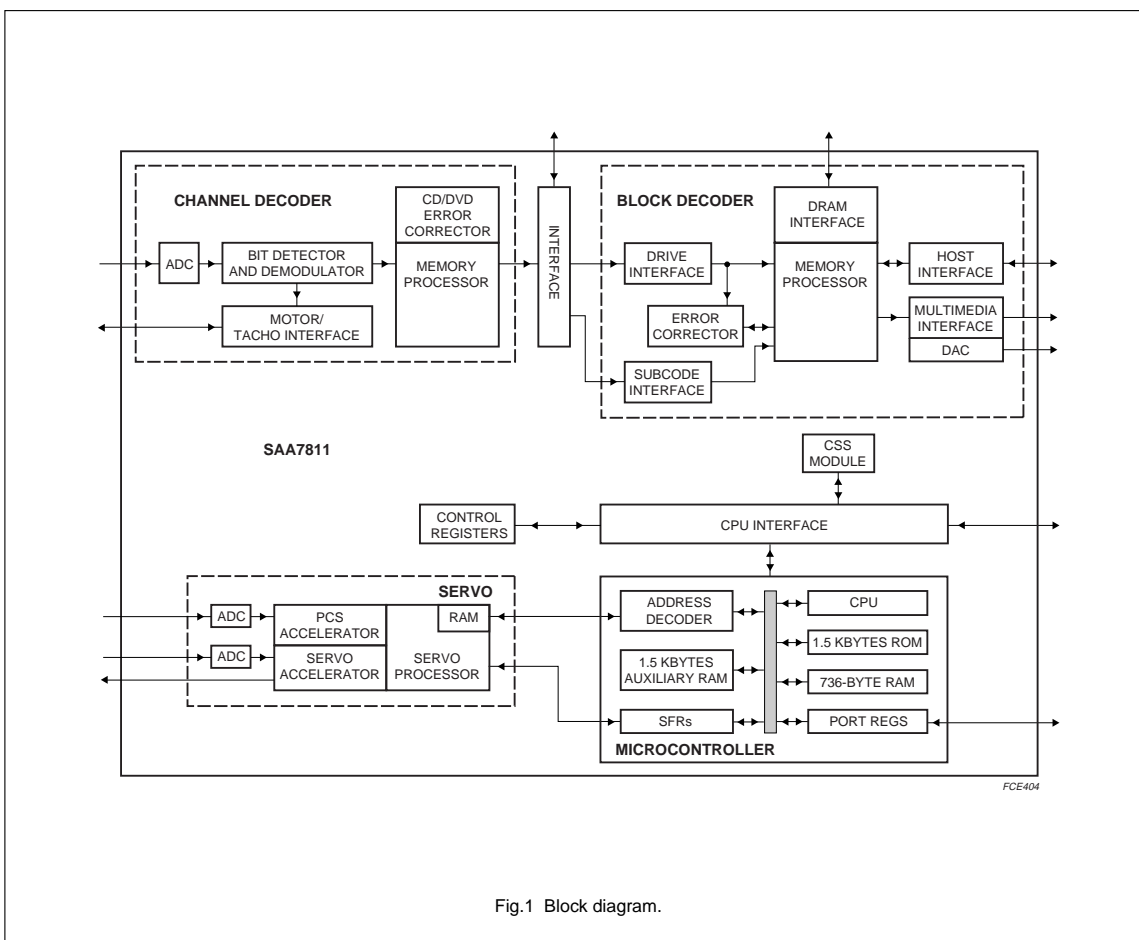 CHANNEL DECODER
ADC
BIT DETECTOR
AND DEMODULATOR
MOTOR/
TACHO INTERFACE
CD/DVD
ERROR
CORRECTOR
MEMORY
PROCESSOR
INTERFACE
BLOCK DECODER
DRIVE
INTERFACE
ERROR
CORRECTOR
SUBCODE
INTERFACE
DRAM
INTERFACE
MEMORY
PROCESSOR
HOST
INTERFACE
MULTIMEDIA
INTERFACE
DAC
SAA7811
CSS
MODULE
CONTROL
REGISTERS
CPU INTERFACE
SERVO
ADC
PCS
ACCELERATOR
RAM
ADC
SERVO
ACCELERATOR
SERVO
PROCESSOR
ADDRESS
DECODER
1.5 KBYTES
AUXILIARY RAM
SFRs
CPU
1.5 KBYTES ROM
736-BYTE RAM
PORT REGS
MICROCONTROLLER
FCE404
Fig.1 Block diagram.